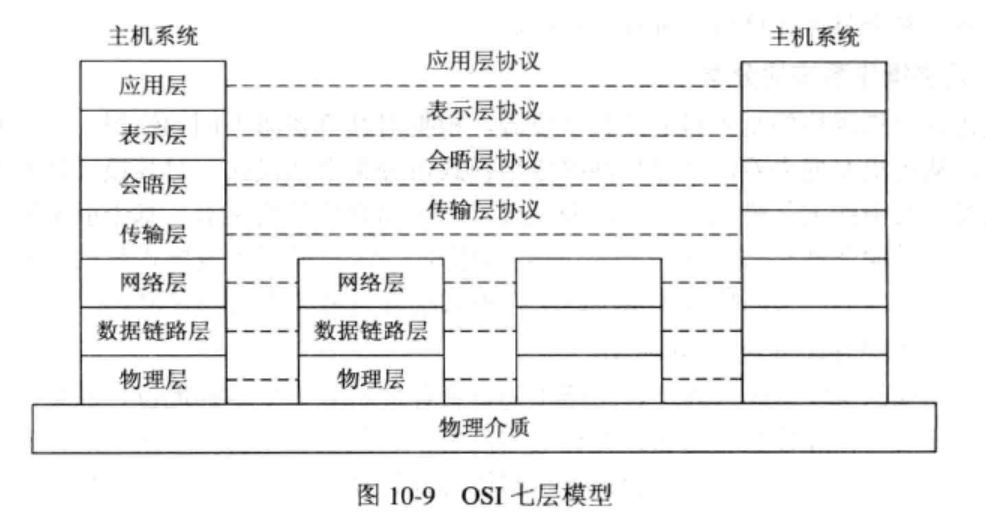 主机系统
主机系统
应用层
应用层协议
表示层
表示层协议
会晤层
会晤层协议
传输层
传输层协议
网络层
网络层
数据链路层
数据链路层
物理层
物理层
物理介质
图 10-9 OSI 七层模型